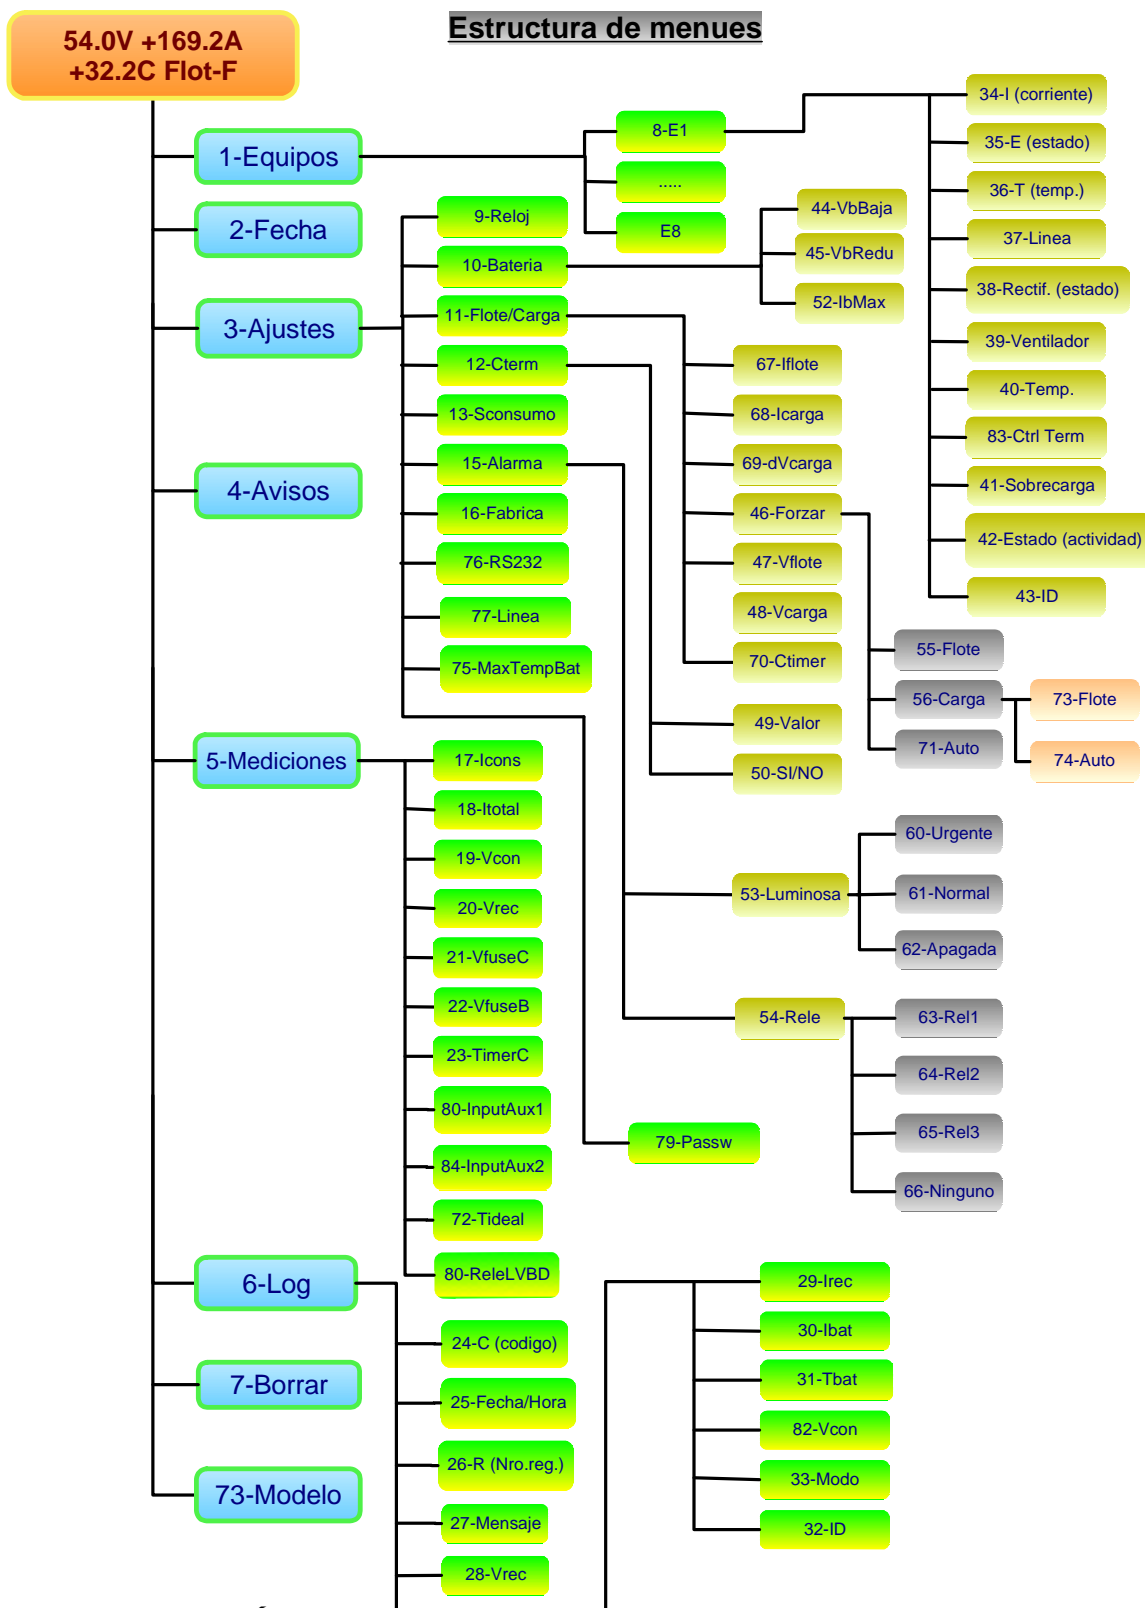 Estructura de menues
54.0V +169.2A
+32.2C Flot-F
1-Equipos
2-Fecha
3-Ajustes
4-Avisos
5-Mediciones
6-Log
7-Borrar
73-Modelo
8-E1
.....
E8
9-Reloj
10-Bateria
11-Flote/Carga
12-Cterm
13-Sconsumo
15-Alarma
16-Fabrica
76-RS232
77-Linea
75-MaxTempBat
17-Icons
18-Itotal
19-Vcon
20-Vrec
21-VfuseC
22-VfuseB
23-TimerC
80-InputAux1
84-InputAux2
72-Tideal
80-ReleLVBD
24-C (codigo)
25-Fecha/Hora
26-R (Nro.reg.)
27-Mensaje
28-Vrec
44-VbBaja
45-VbRedu
52-IbMax
67-Iflote
68-Icarga
69-dVcarga
46-Forzar
47-Vflote
48-Vcarga
70-Ctimer
49-Valor
50-SI/NO
53-Luminosa
54-Rele
79-Passw
29-Irec
30-Ibat
31-Tbat
82-Vcon
33-Modo
32-ID
34-I (corriente)
35-E (estado)
36-T (temp.)
37-Linea
38-Rectif. (estado)
39-Ventilador
40-Temp.
83-Ctrl Term
41-Sobrecarga
42-Estado (actividad)
43-ID
55-Flote
56-Carga
71-Auto
73-Flote
74-Auto
60-Urgente
61-Normal
62-Apagada
63-Rel1
64-Rel2
65-Rel3
66-Ninguno